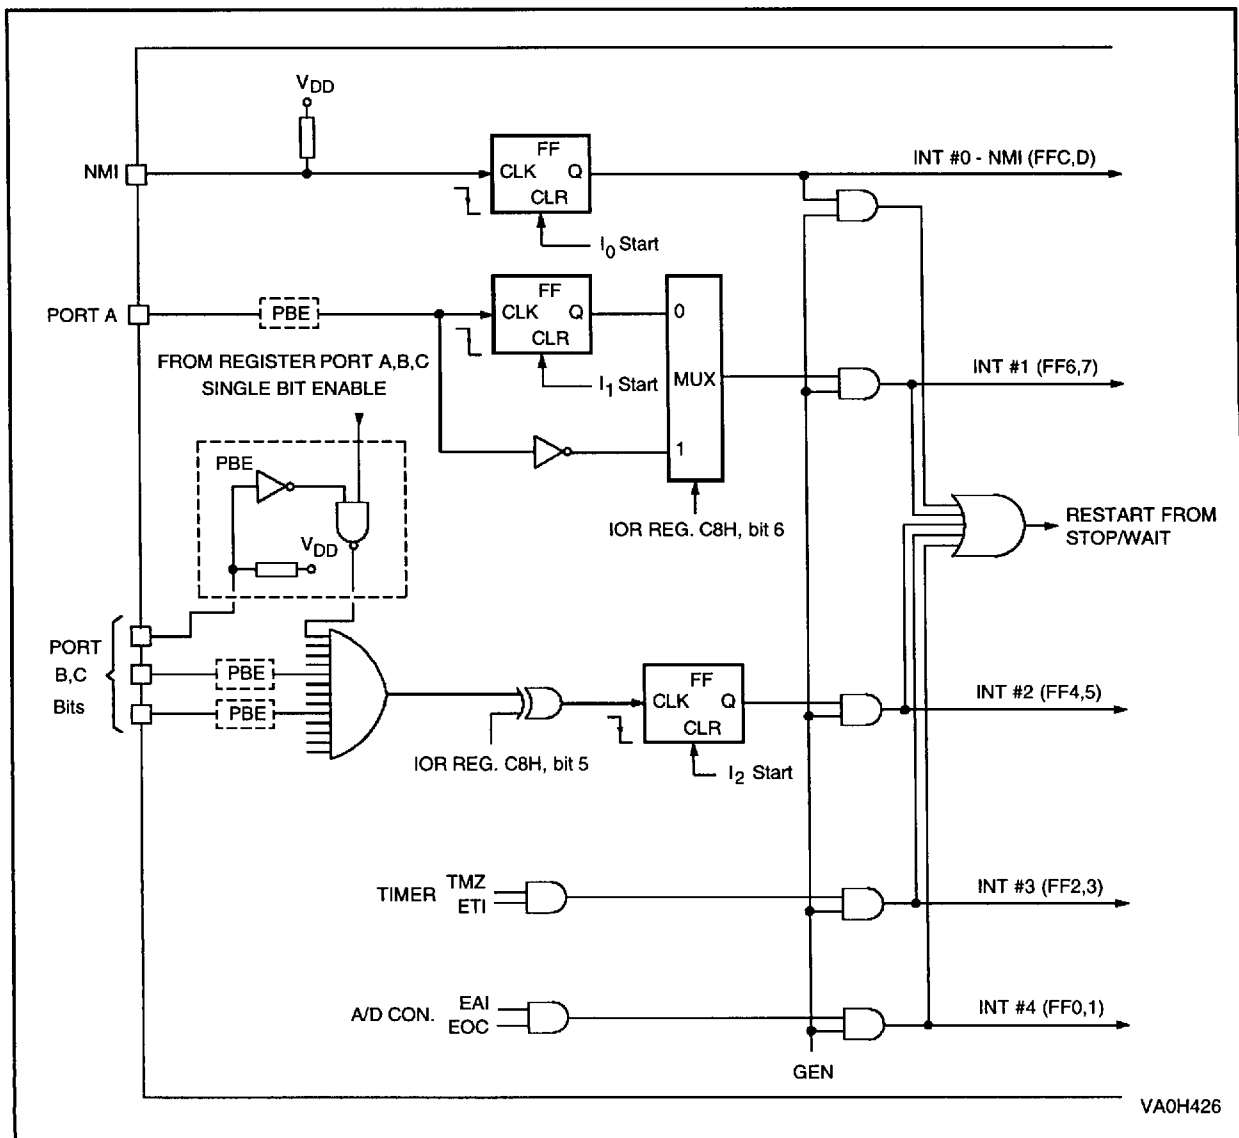 VDD
NMI
FF
CLK Q
CLR
I0 Start
INT #0 - NMI (FFC,D)
PORT A
PBE
FF
CLK Q
CLR
I1 Start
0
MUX
1
IOR REG. C8H, bit 6
INT #1 (FF6,7)
FROM REGISTER PORT A,B,C
SINGLE BIT ENABLE
PBE
VDD
RESTART FROM
STOP/WAIT
PORT
B,C
Bits
PBE
PBE
IOR REG. C8H, bit 5
FF
CLK Q
CLR
I2 Start
INT #2 (FF4,5)
TIMER
TMZ
ETI
INT #3 (FF2,3)
A/D CON.
EAI
EOC
INT #4 (FF0,1)
GEN
VA0H426